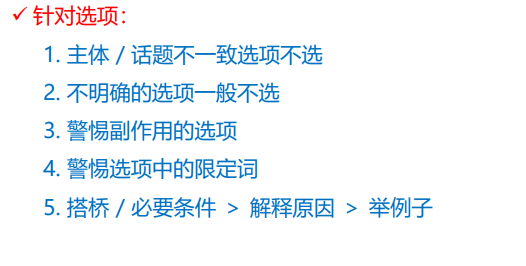 ✓ 针对选项：
1. 主体 / 话题不一致选项不选
2. 不明确的选项一般不选
3. 警惕副作用的选项
4. 警惕选项中的限定词
5. 搭桥 / 必要条件 > 解释原因 > 举例子